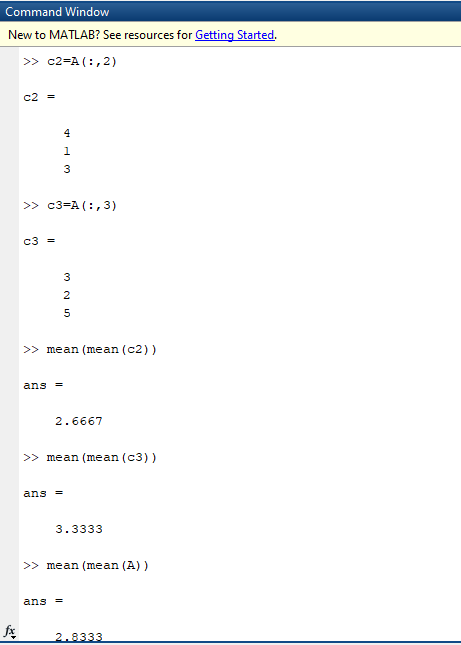 Command Window
New to MATLAB? See resources for Getting Started.
>> c2=A(:,2)
c2 =
4
1
3
>> c3=A(:,3)
c3 =
3
2
5
>> mean(mean(c2))
ans =
2.6667
>> mean(mean(c3))
ans =
3.3333
>> mean(mean(A))
ans =
fx
2.8333